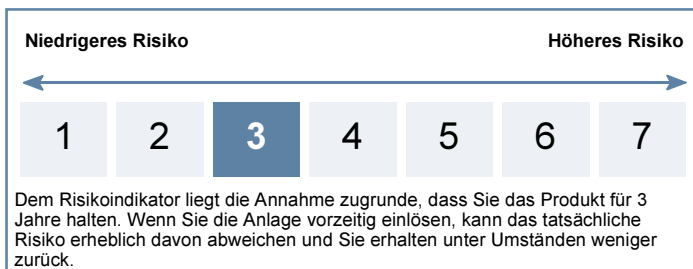 Niedrigeres Risiko Höheres Risiko
1 2 3 4 5 6 7
Dem Risikoindikator liegt die Annahme zugrunde, dass Sie das Produkt für 3
Jahre halten. Wenn Sie die Anlage vorzeitig einlösen, kann das tatsächliche
Risiko erheblich davon abweichen und Sie erhalten unter Umständen weniger
zurück.